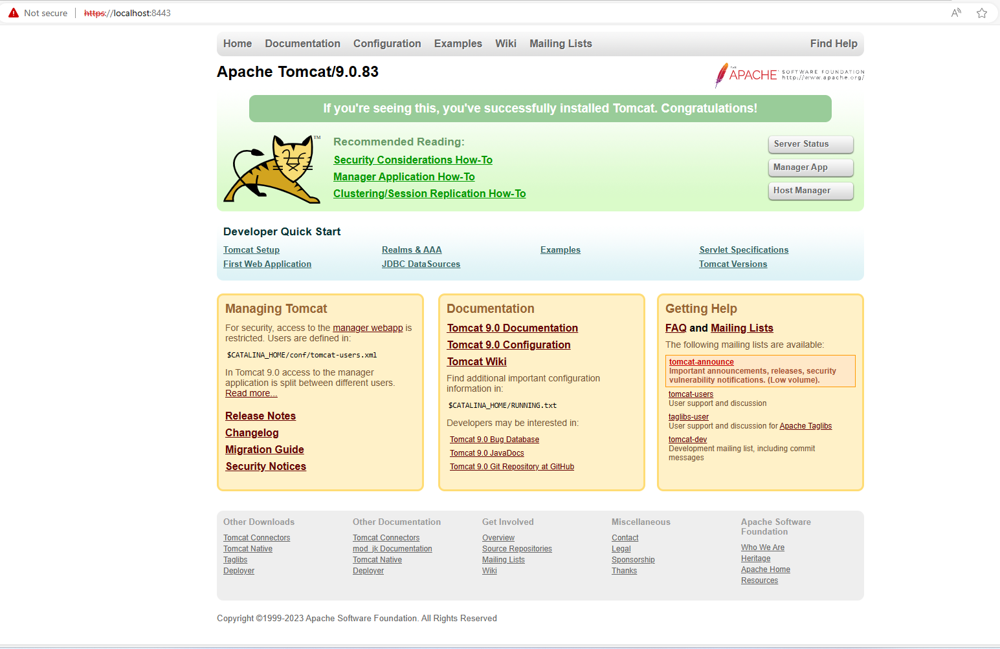 Not secure https://localhost:8443
Home Documentation Configuration Examples Wiki Mailing Lists Find Help
Apache Tomcat/9.0.83
THE APACHE SOFTWARE FOUNDATION
http://www.apache.org/
If you're seeing this, you've successfully installed Tomcat. Congratulations!
TM
Recommended Reading:
Security Considerations How-To
Manager Application How-To
Clustering/Session Replication How-To
Server Status
Manager App
Host Manager
Developer Quick Start
Tomcat Setup
First Web Application
Realms & AAA
JDBC DataSources
Examples
Servlet Specifications
Tomcat Versions
Managing Tomcat
For security, access to the manager webapp is
restricted. Users are defined in:
$CATALINA_HOME/conf/tomcat-users.xml
In Tomcat 9.0 access to the manager
application is split between different users.
Read more...
Release Notes
Changelog
Migration Guide
Security Notices
Documentation
Tomcat 9.0 Documentation
Tomcat 9.0 Configuration
Tomcat Wiki
Find additional important configuration
information in:
$CATALINA_HOME/RUNNING.txt
Developers may be interested in:
Tomcat 9.0 Bug Database
Tomcat 9.0 JavaDocs
Tomcat 9.0 Git Repository at GitHub
Getting Help
FAQ and Mailing Lists
The following mailing lists are available:
tomcat-announce
Important announcements, releases, security
vulnerability notifications. (Low volume).
tomcat-users
User support and discussion
taglibs-user
User support and discussion for Apache Taglibs
tomcat-dev
Development mailing list, including commit
messages
Other Downloads
Tomcat Connectors
Tomcat Native
Taglibs
Deployer
Other Documentation
Tomcat Connectors
mod_jk Documentation
Tomcat Native
Deployer
Get Involved
Overview
Source Repositories
Mailing Lists
Wiki
Miscellaneous
Contact
Legal
Sponsorship
Thanks
Apache Software
Foundation
Who We Are
Heritage
Apache Home
Resources
Copyright ©1999-2023 Apache Software Foundation. All Rights Reserved